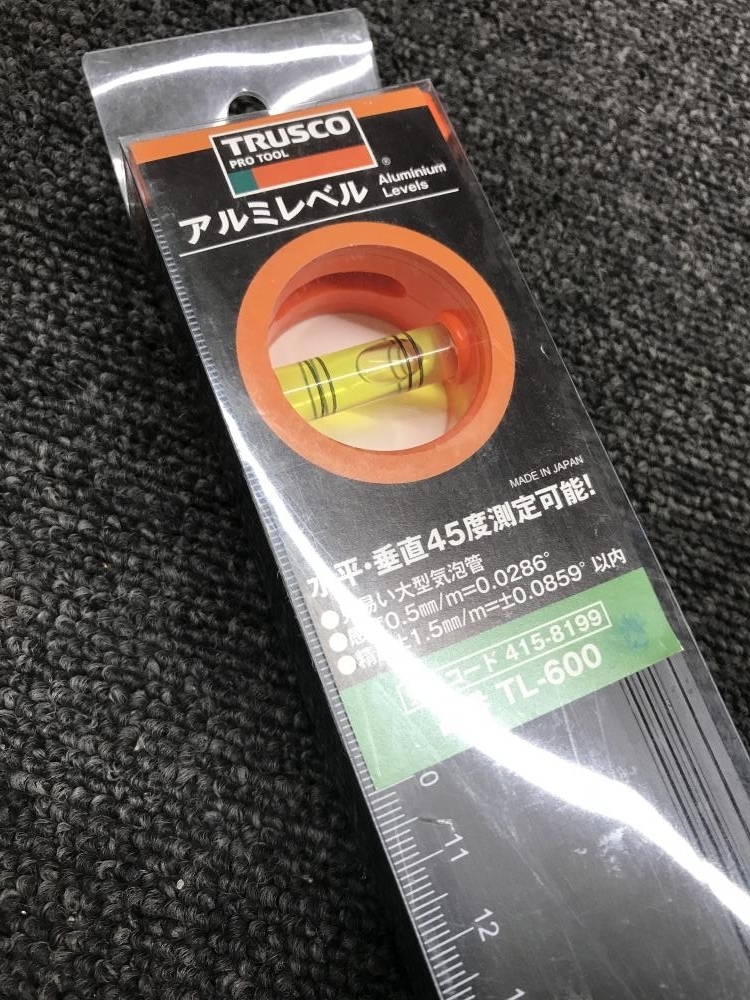 TRUSCO
PRO TOOL
®
アルミレベル
Aluminium
Levels
MADE IN JAPAN
水平・垂直45度測定可能!
易い大型気泡管
0.5㎜/m=0.0286°
±1.5㎜/m=±0.0859°以内
コード 415-8199
TL-600
0
11
12